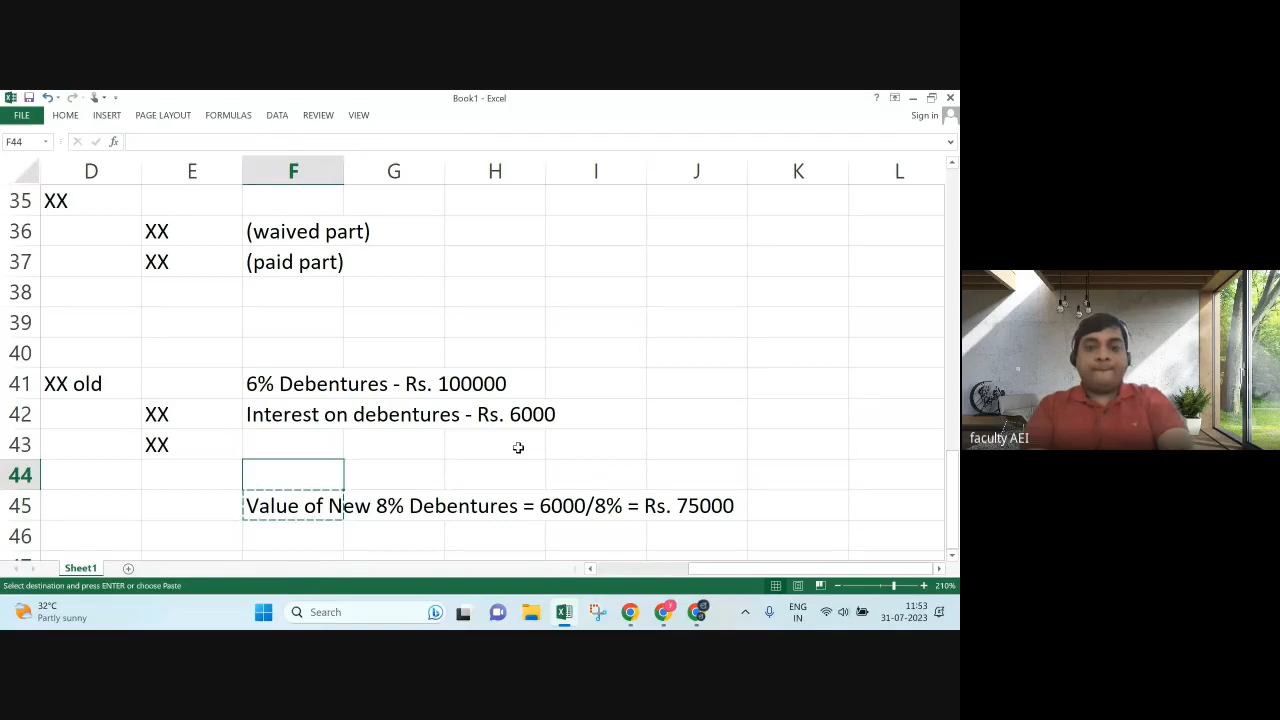 Book1 - Excel
?
FILE HOME INSERT PAGE LAYOUT FORMULAS DATA REVIEW VIEW
Sign in
F44 fx
D E F G H I J K L
35 XX
36 XX (waived part)
37 XX (paid part)
38
39
40
41 XX old 6% Debentures - Rs. 100000
42 XX Interest on debentures - Rs. 6000
43 XX
44
45 Value of New 8% Debentures = 6000/8% = Rs. 75000
46
Sheet1
Select destination and press ENTER or choose Paste
210%
32°C
Partly sunny
Search
ENG
IN
11:53
31-07-2023
faculty AEI